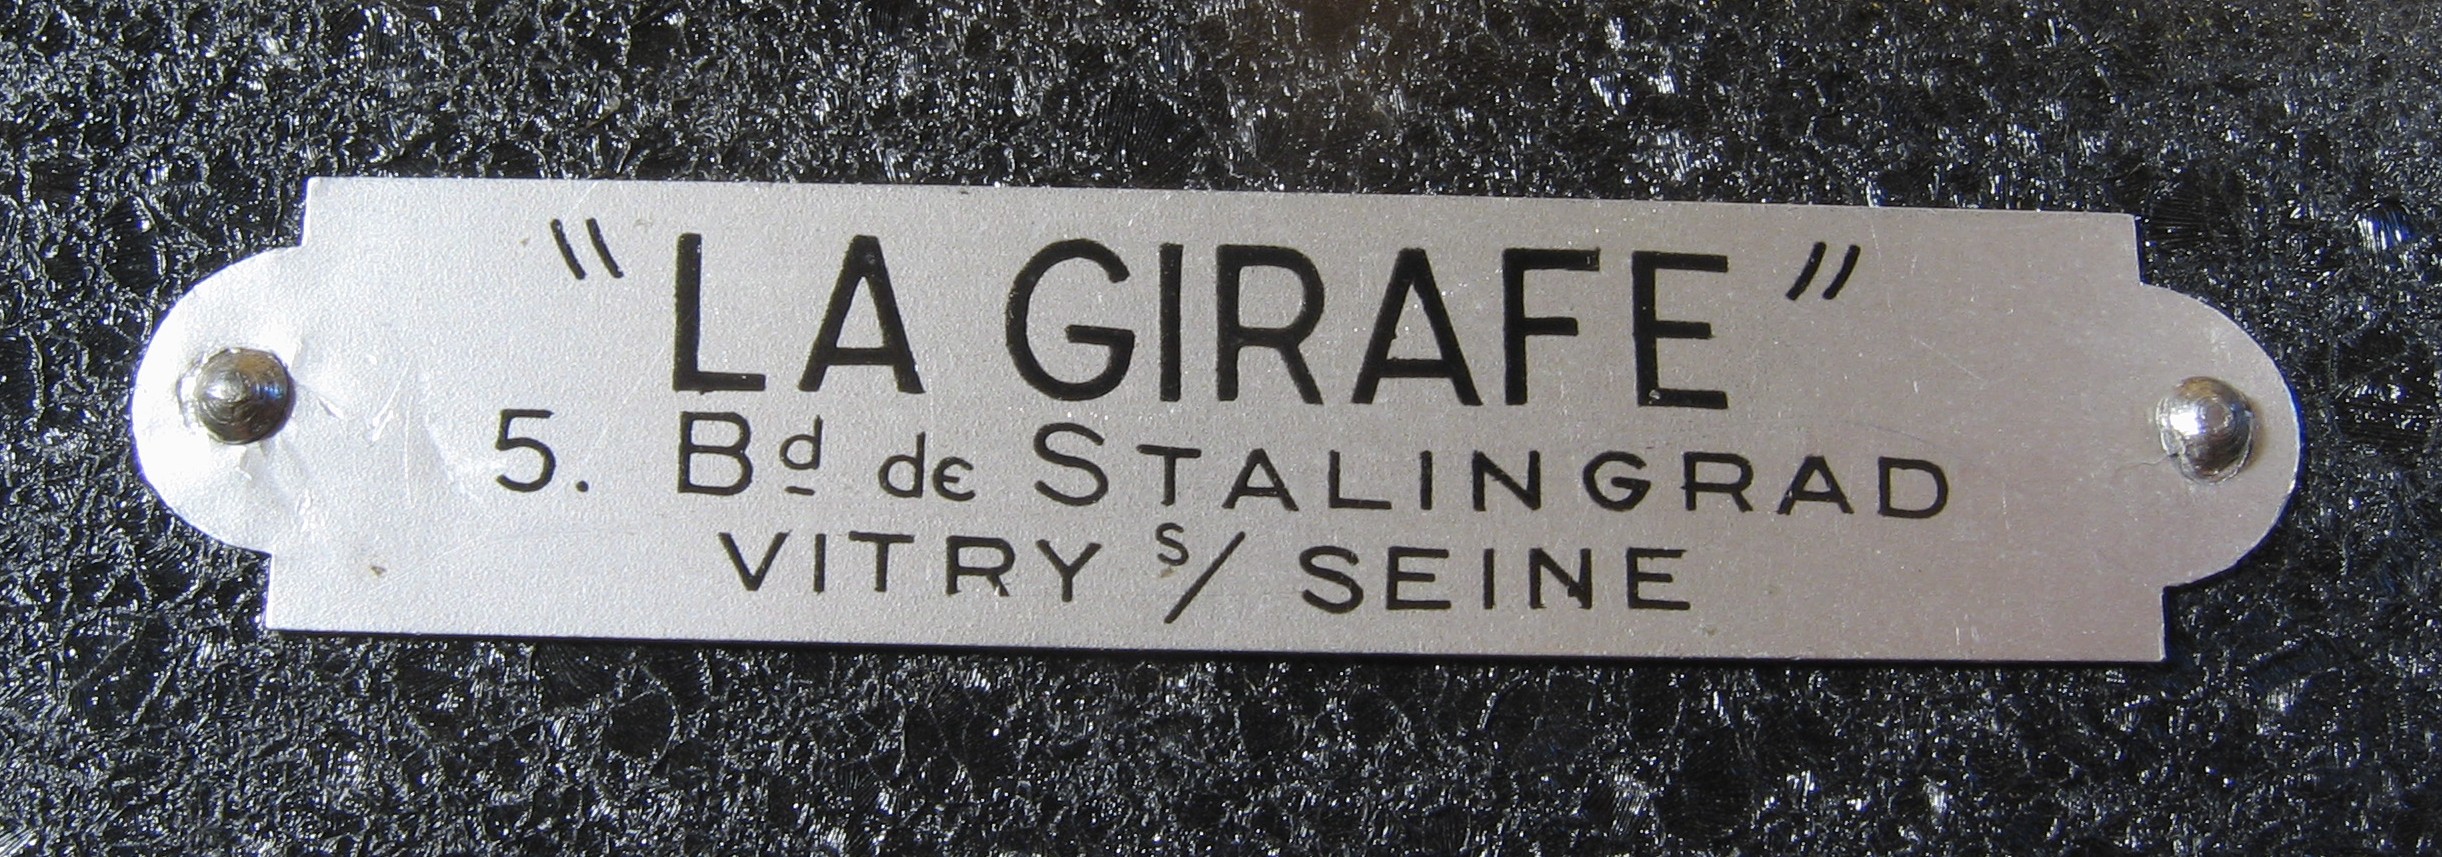 "LA GIRAFE"
5. Bd de STALINGRAD
VITRY S/ SEINE